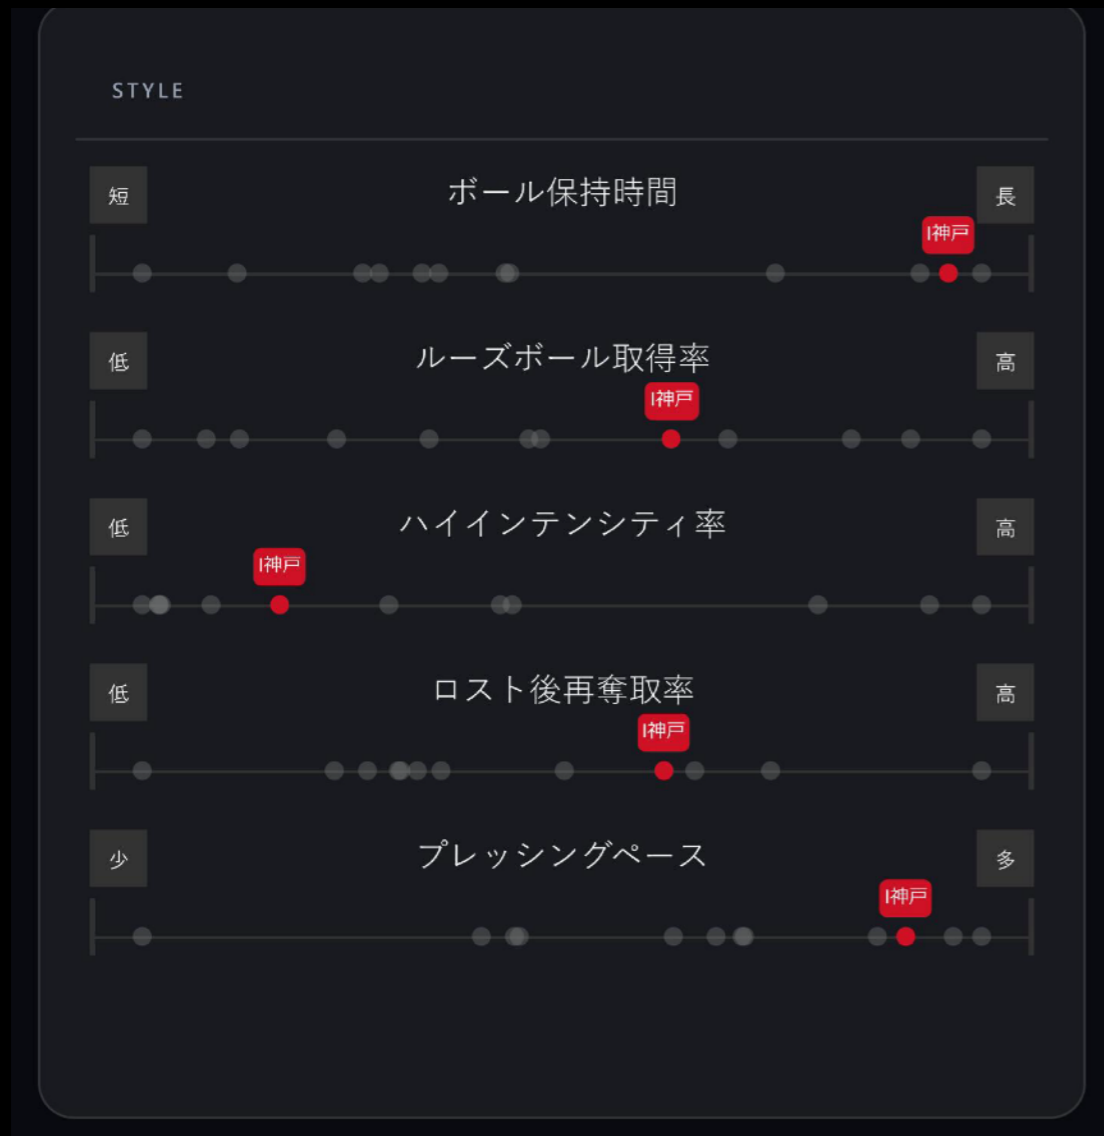 STYLE
短
ボール保持時間
長
I神戸
低
ルーズボール取得率
高
I神戸
低
ハイインテンシティ率
高
I神戸
低
ロスト後再奪取率
高
I神戸
少
プレッシングペース
多
I神戸